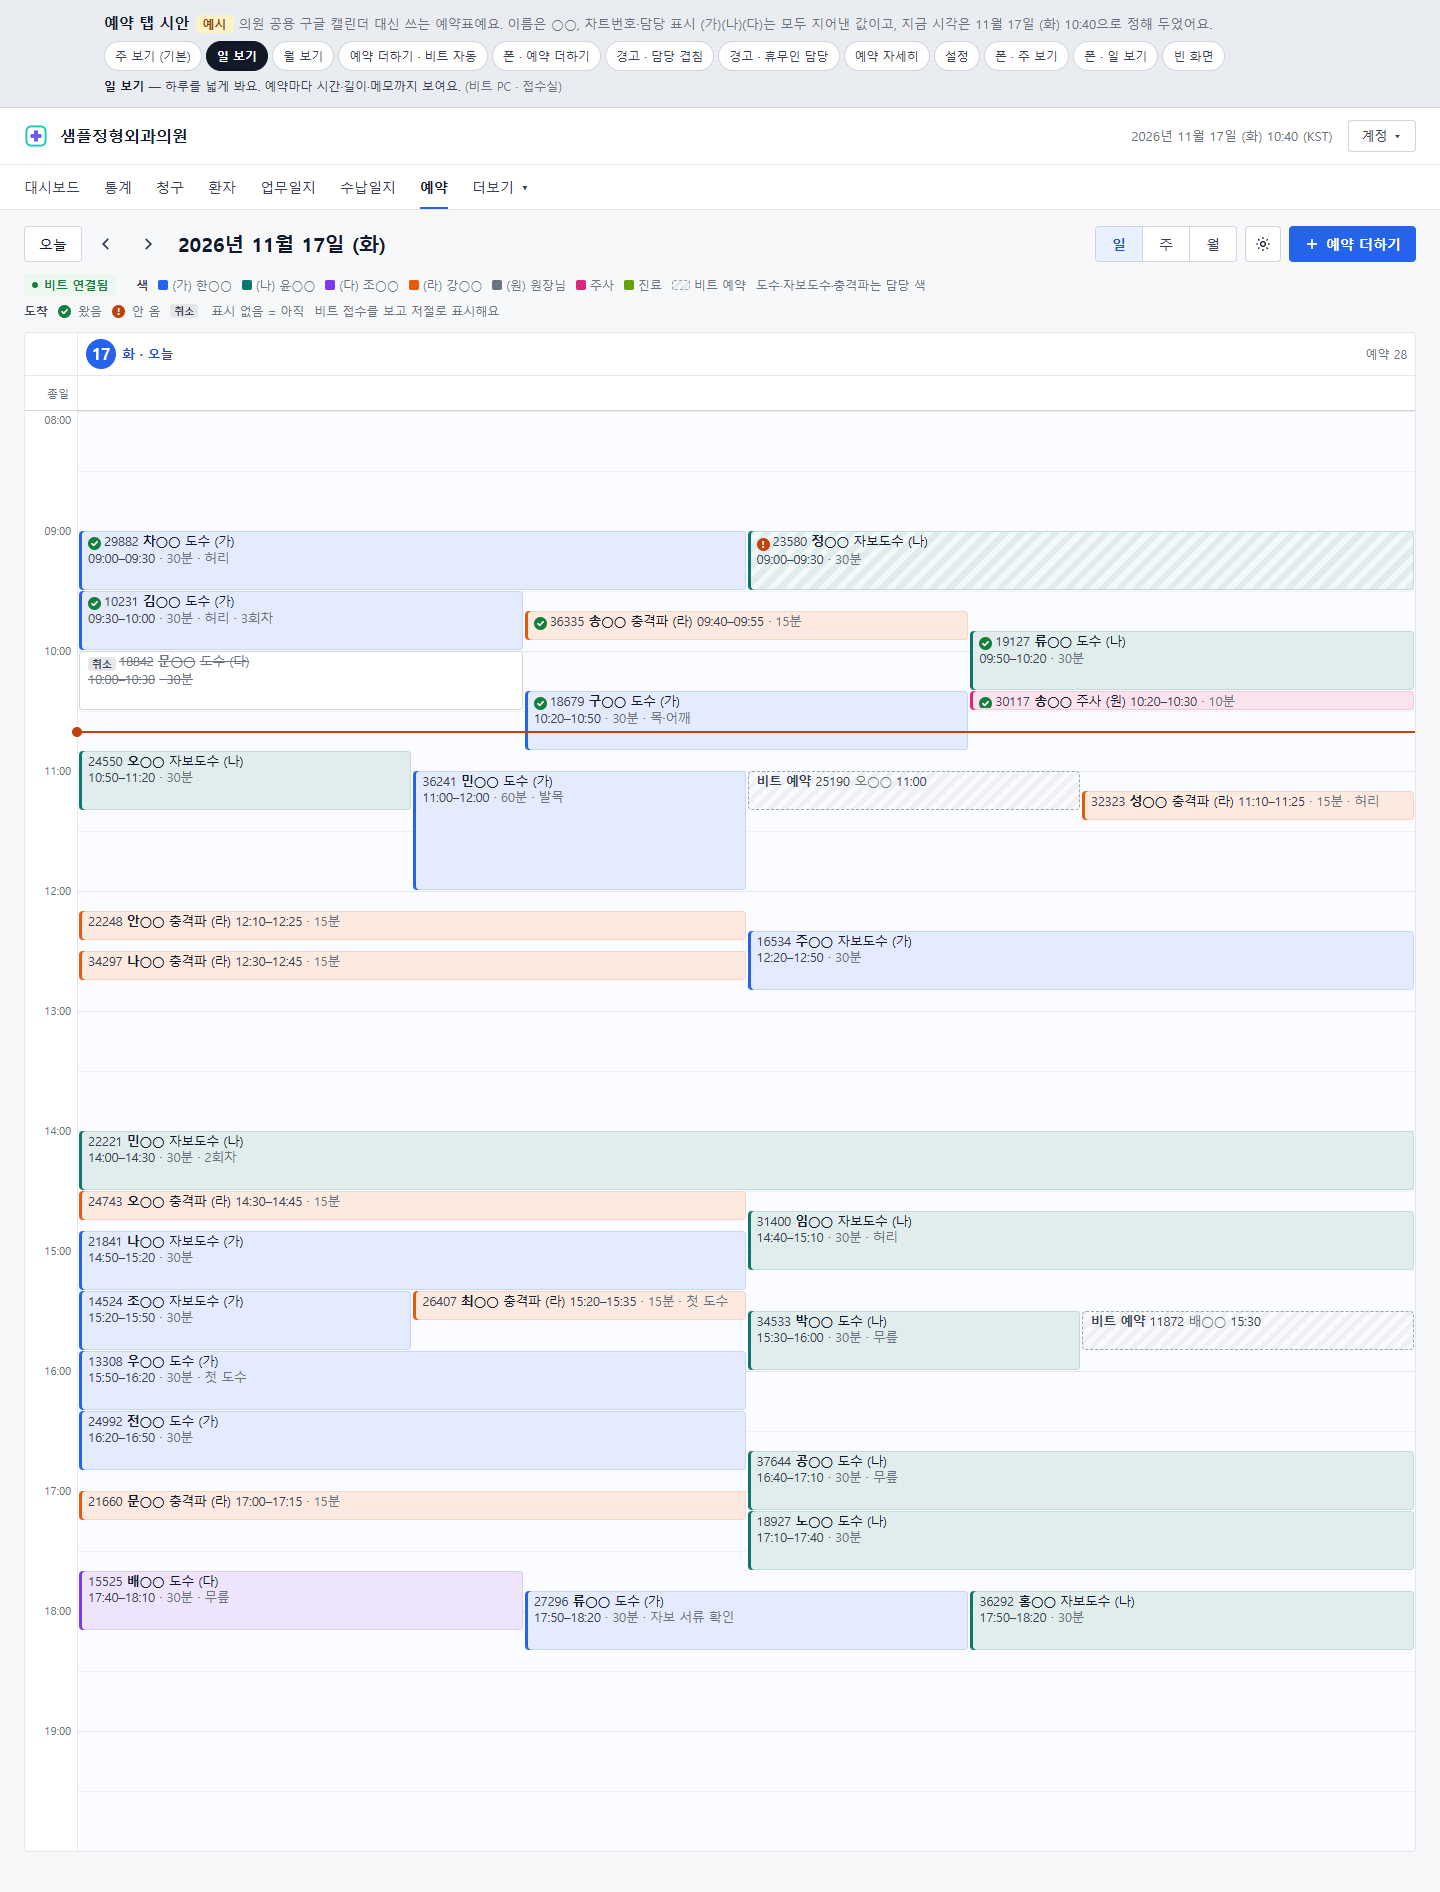 예약 탭 시안 예시 의원 공용 구글 캘린더 대신 쓰는 예약표예요. 이름은 ○○, 차트번호·담당 표시 (가)(나)(다)는 모두 지어낸 값이고, 지금 시각은 11월 17일 (화) 10:40으로 정해 두었어요.
주 보기 (기본) 일 보기 월 보기 예약 더하기 · 비트 자동 폰 · 예약 더하기 경고 · 담당 겹침 경고 · 휴무인 담당 예약 자세히 설정 폰 · 주 보기 폰 · 일 보기 빈 화면
일 보기 — 하루를 넓게 봐요. 예약마다 시간·길이·메모까지 보여요. (비트 PC · 접수실)
샘플정형외과의원 2026년 11월 17일 (화) 10:40 (KST) 계정
대시보드 통계 청구 환자 업무일지 수납일지 예약 더보기
오늘 2026년 11월 17일 (화) 일 주 월 + 예약 더하기
비트 연결됨 색 (가) 한○○ (나) 윤○○ (다) 조○○ (라) 강○○ (원) 원장님 주사 진료 비트 예약 도수·자보도수·충격파는 담당 색
도착 왔음 안 옴 취소 표시 없음 = 아직 비트 접수를 보고 저절로 표시해요
17 화 · 오늘 예약 28
종일
08:00
09:00
29882 차○○ 도수 (가)
09:00–09:30 · 30분 · 허리
23580 정○○ 자보도수 (나)
09:00–09:30 · 30분
10231 김○○ 도수 (가)
09:30–10:00 · 30분 · 허리 · 3회차
36335 송○○ 충격파 (라) 09:40–09:55 · 15분
19127 류○○ 도수 (나)
09:50–10:20 · 30분
10:00
취소 18842 문○○ 도수 (다)
10:00–10:30 · 30분
18679 구○○ 도수 (가)
10:20–10:50 · 30분 · 목·어깨
30117 송○○ 주사 (원) 10:20–10:30 · 10분
24550 오○○ 자보도수 (나)
10:50–11:20 · 30분
11:00
36241 민○○ 도수 (가)
11:00–12:00 · 60분 · 발목
비트 예약 25190 오○○ 11:00
32323 성○○ 충격파 (라) 11:10–11:25 · 15분 · 허리
12:00
22248 안○○ 충격파 (라) 12:10–12:25 · 15분
16534 주○○ 자보도수 (가)
12:20–12:50 · 30분
34297 나○○ 충격파 (라) 12:30–12:45 · 15분
13:00
14:00
22221 민○○ 자보도수 (나)
14:00–14:30 · 30분 · 2회차
24743 오○○ 충격파 (라) 14:30–14:45 · 15분
31400 임○○ 자보도수 (나)
14:40–15:10 · 30분 · 허리
21841 나○○ 자보도수 (가)
14:50–15:20 · 30분
15:00
14524 조○○ 자보도수 (가)
15:20–15:50 · 30분
26407 최○○ 충격파 (라) 15:20–15:35 · 15분 · 첫 도수
34533 박○○ 도수 (나)
15:30–16:00 · 30분 · 무릎
비트 예약 11872 배○○ 15:30
13308 우○○ 도수 (가)
15:50–16:20 · 30분 · 첫 도수
16:00
24992 전○○ 도수 (가)
16:20–16:50 · 30분
37644 공○○ 도수 (나)
16:40–17:10 · 30분 · 무릎
17:00
21660 문○○ 충격파 (라) 17:00–17:15 · 15분
18927 노○○ 도수 (나)
17:10–17:40 · 30분
15525 배○○ 도수 (다)
17:40–18:10 · 30분 · 무릎
27296 류○○ 도수 (가)
17:50–18:20 · 30분 · 자보 서류 확인
36292 홍○○ 자보도수 (나)
17:50–18:20 · 30분
18:00
19:00